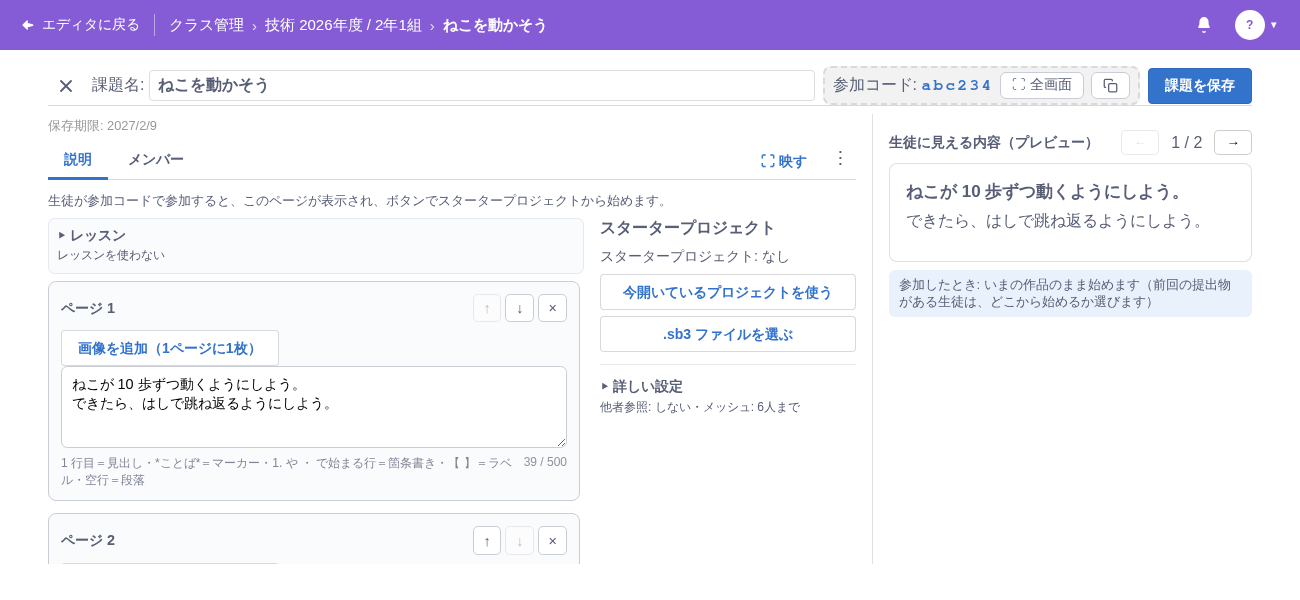 エディタに戻る
クラス管理 › 技術 2026年度 / 2年1組 › ねこを動かそう
?
課題名: ねこを動かそう
参加コード: abc234
全画面
課題を保存
保存期限: 2027/2/9
説明
メンバー
映す
生徒が参加コードで参加すると、このページが表示され、ボタンでスタータープロジェクトから始めます。
レッスン
レッスンを使わない
ページ 1
↑ ↓ ×
画像を追加（1ページに1枚）
ねこが 10 歩ずつ動くようにしよう。
できたら、はしで跳ね返るようにしよう。
1 行目＝見出し・*ことば*＝マーカー・1. や ・ で始まる行＝箇条書き・【 】＝ラベ
ル・空行＝段落
39 / 500
ページ 2
↑ ↓ ×
スタータープロジェクト
スタータープロジェクト: なし
今開いているプロジェクトを使う
.sb3 ファイルを選ぶ
詳しい設定
他者参照: しない・メッシュ: 6人まで
生徒に見える内容（プレビュー）
← 1 / 2 →
ねこが 10 歩ずつ動くようにしよう。
できたら、はしで跳ね返るようにしよう。
参加したとき: いまの作品のまま始めます（前回の提出物
がある生徒は、どこから始めるか選びます）